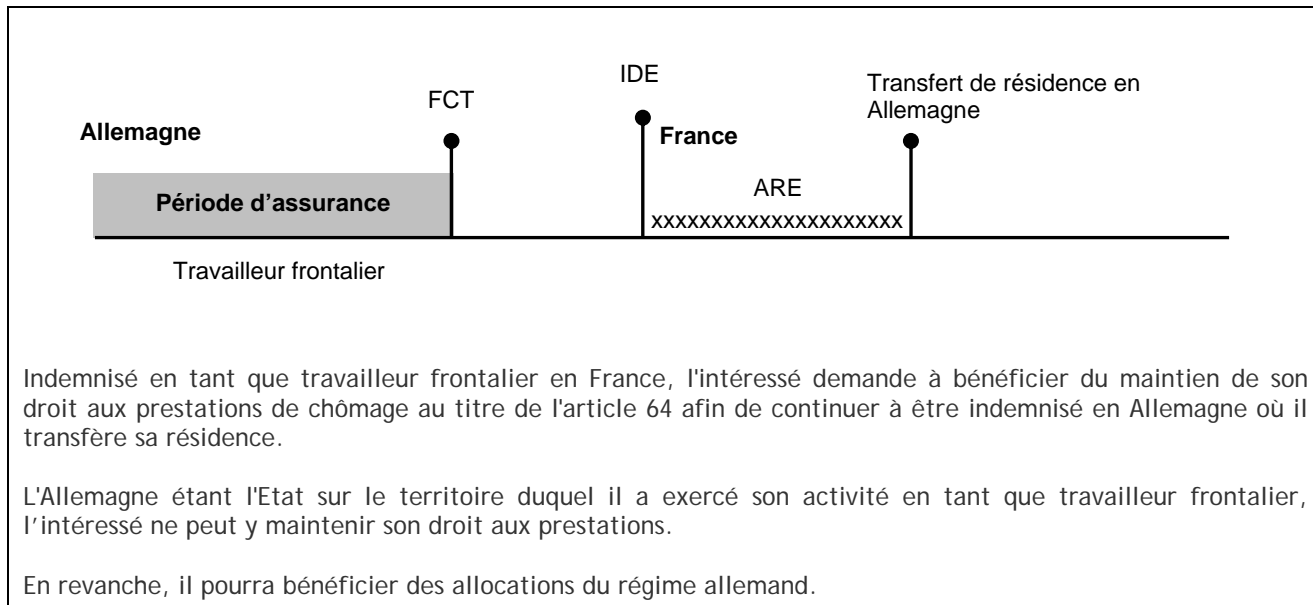 IDE
Transfert de résidence en
Allemagne
FCT
Allemagne
France
ARE
Période d’assurance
xxxxxxxxxxxxxxxxxxxxx
Travailleur frontalier
Indemnisé en tant que travailleur frontalier en France, l'intéressé demande à bénéficier du maintien de son
droit aux prestations de chômage au titre de l'article 64 afin de continuer à être indemnisé en Allemagne où il
transfère sa résidence.
L'Allemagne étant l'Etat sur le territoire duquel il a exercé son activité en tant que travailleur frontalier,
l’intéressé ne peut y maintenir son droit aux prestations.
En revanche, il pourra bénéficier des allocations du régime allemand.